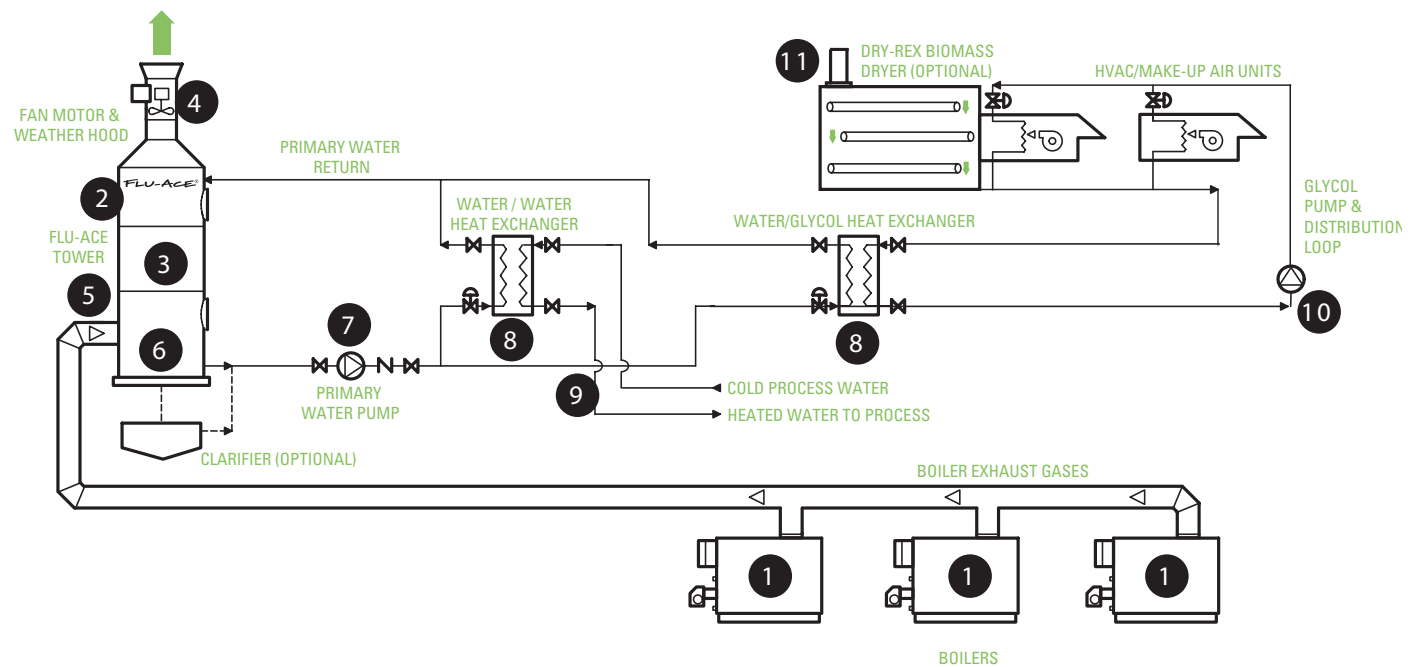 11
DRY-REX BIOMASS
DRYER (OPTIONAL)
HVAC/MAKE-UP AIR UNITS
4
FAN MOTOR &
WEATHER HOOD
PRIMARY WATER
RETURN
FLU-ACE®
2
WATER / WATER
HEAT EXCHANGER
WATER/GLYCOL HEAT EXCHANGER
GLYCOL
PUMP &
DISTRIBUTION
LOOP
FLU-ACE
TOWER
3
5
10
7
6
8
8
PRIMARY
WATER PUMP
9
COLD PROCESS WATER
HEATED WATER TO PROCESS
CLARIFIER (OPTIONAL)
BOILER EXHAUST GASES
1
1
1
BOILERS